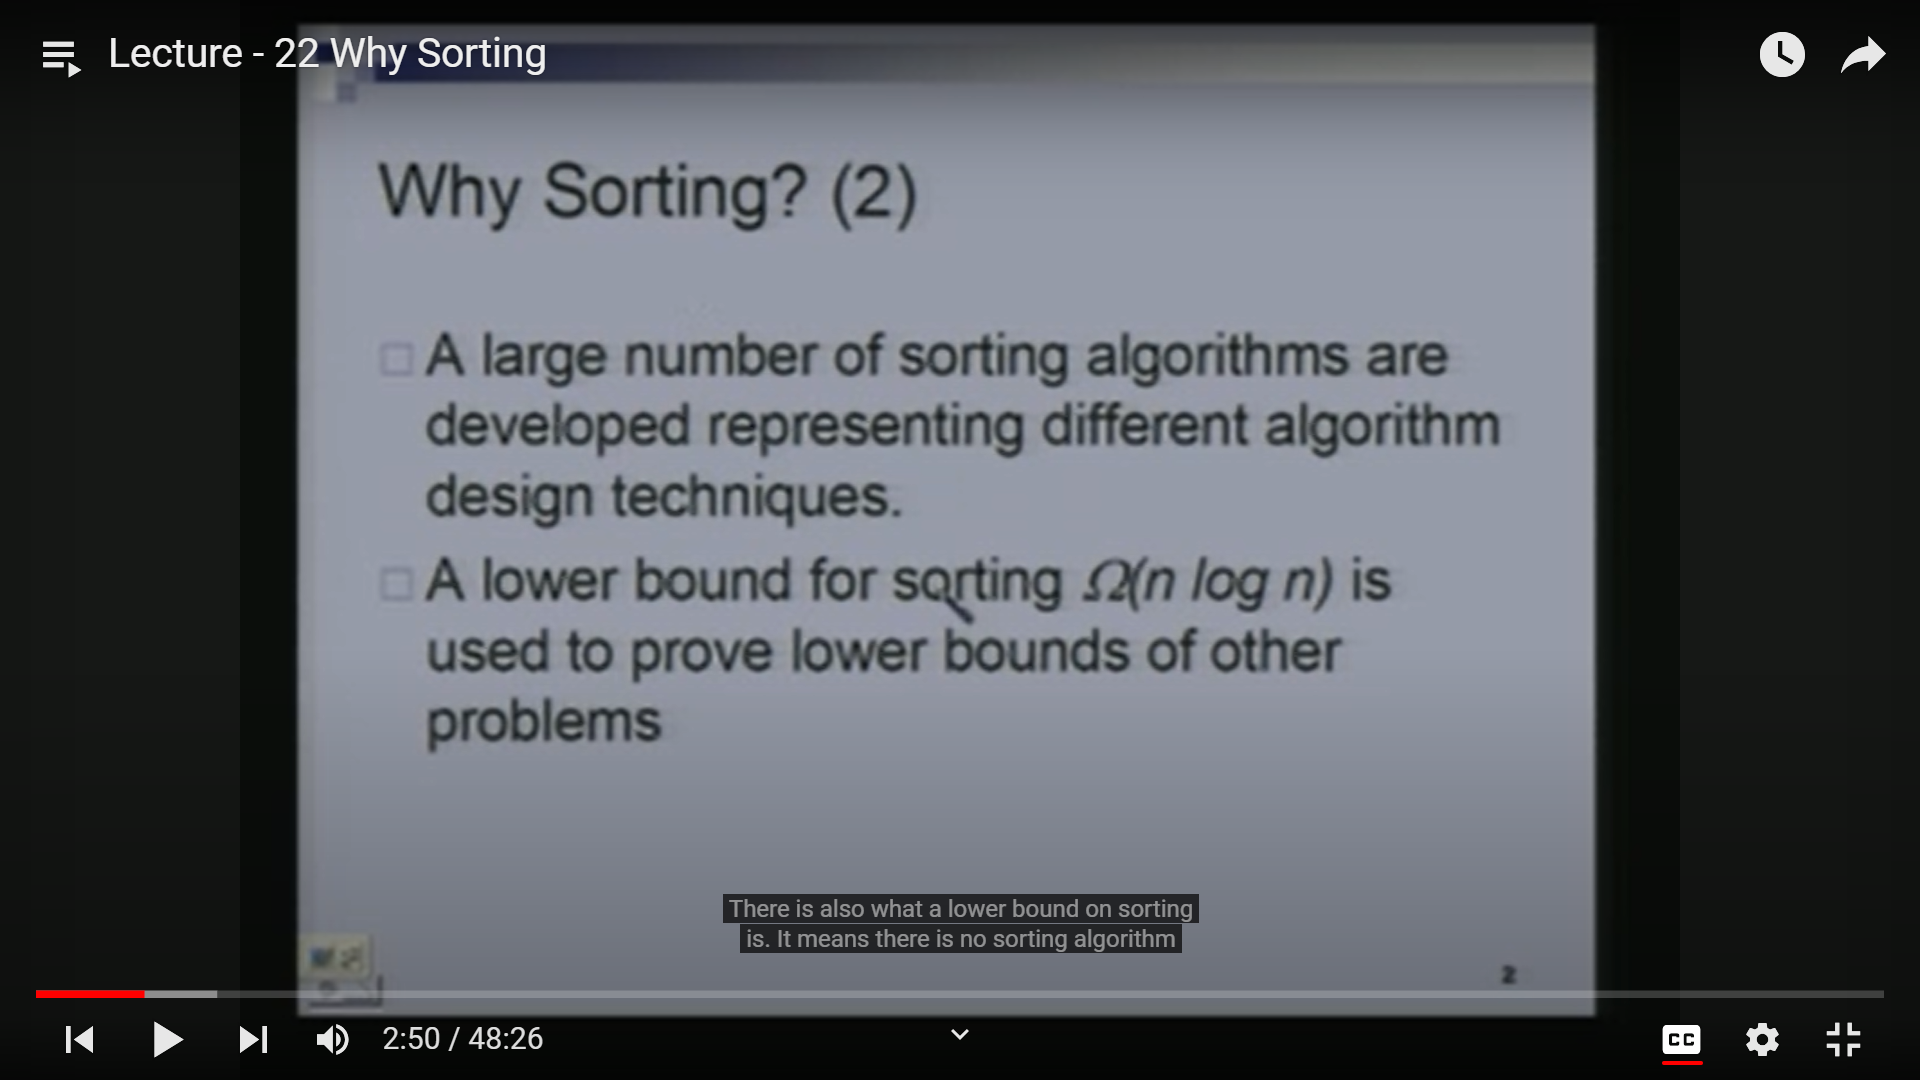 Lecture - 22 Why Sorting
Why Sorting? (2)
A large number of sorting algorithms are
developed representing different algorithm
design techniques.
A lower bound for sorting Ω(n log n) is
used to prove lower bounds of other
problems
There is also what a lower bound on sorting
is. It means there is no sorting algorithm
2
2:50 / 48:26
CC